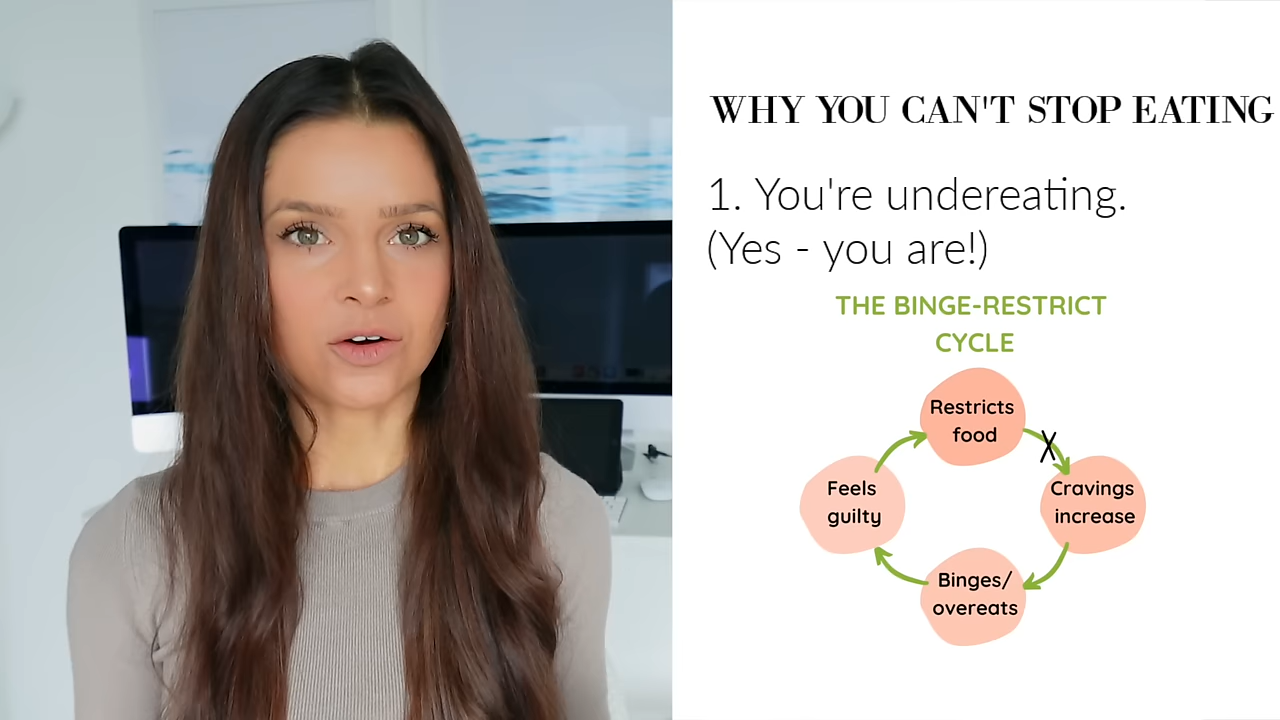 WHY YOU CAN'T STOP EATING
1. You're undereating.
(Yes - you are!)
THE BINGE-RESTRICT
CYCLE
Restricts
food
Cravings
increase
Binges/
overeats
Feels
guilty